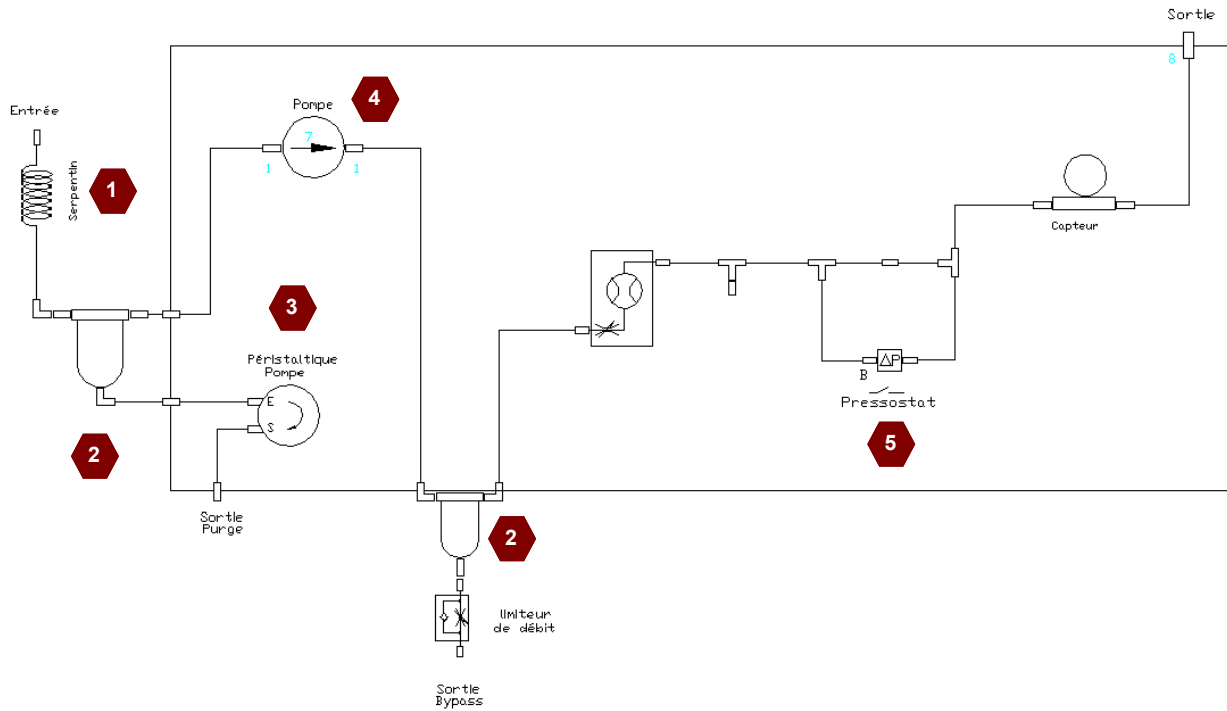 Sortie
8
Entrée
Pompe
4
7
1
1
1
Serpentin
Capteur
3
Péristaltique
Pompe
E
S
ΔP
B
Pressostat
5
2
Sortie
Purge
2
limiteur
de débit
Sortie
Bypass